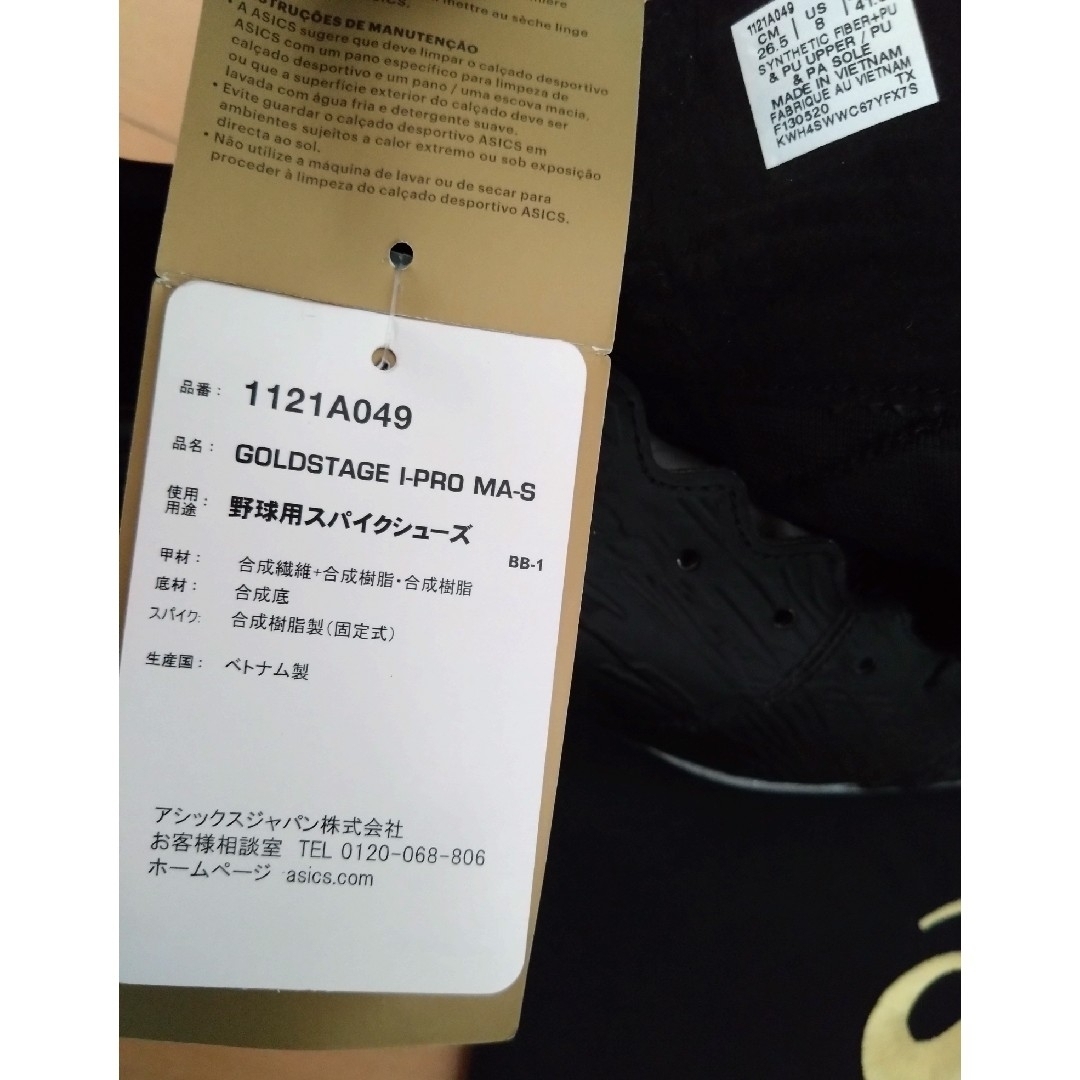 mettre au sèche linge
ASICS.
INSTRUÇÕES DE MANUTENÇÃO
• A ASICS sugere que deve limpar o calçado desportivo
ASICS com um pano específico para limpeza de
calçado desportivo e um pano / uma escova macia,
ou que a superfície exterior do calçado deve ser
lavada com água fria e detergente suave.
• Evite guardar o calçado desportivo ASICS em
ambientes sujeitos a calor extremo ou sob exposição
directa ao sol.
• Não utilize a máquina de lavar ou de secar para
proceder à limpeza do calçado desportivo ASICS.
1121A049
CM | US |
26.5 | 8 |
SYNTHETIC FIBER+PU
& PU UPPER / PU
& PA SOLE
MADE IN VIETNAM
FABRIQUE AU VIETNAM
F130520 TX
KWH4SWWC67YFX7S
品番: 1121A049
品名: GOLDSTAGE I-PRO MA-S
使用用途: 野球用スパイクシューズ
BB-1
甲材: 合成繊維+合成樹脂・合成樹脂
底材: 合成底
スパイク: 合成樹脂製(固定式)
生産国: ベトナム製
アシックスジャパン株式会社
お客様相談室 TEL 0120-068-806
ホームページ asics.com